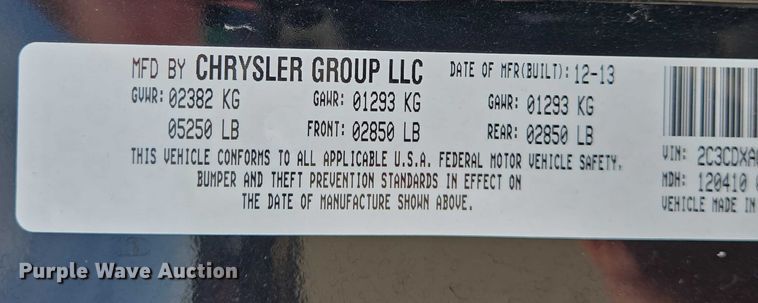 MFD BY CHRYSLER GROUP LLC DATE OF MFR(BUILT): 12-13
GVWR: 02382 KG GAWR: 01293 KG GAWR: 01293 KG
05250 LB FRONT: 02850 LB REAR: 02850 LB
THIS VEHICLE CONFORMS TO ALL APPLICABLE U.S.A. FEDERAL MOTOR VEHICLE SAFETY,
BUMPER AND THEFT PREVENTION STANDARDS IN EFFECT ON
THE DATE OF MANUFACTURE SHOWN ABOVE.
VIN: 2C3CDXA
MDH: 120410
VEHICLE MADE IN
Purple Wave Auction